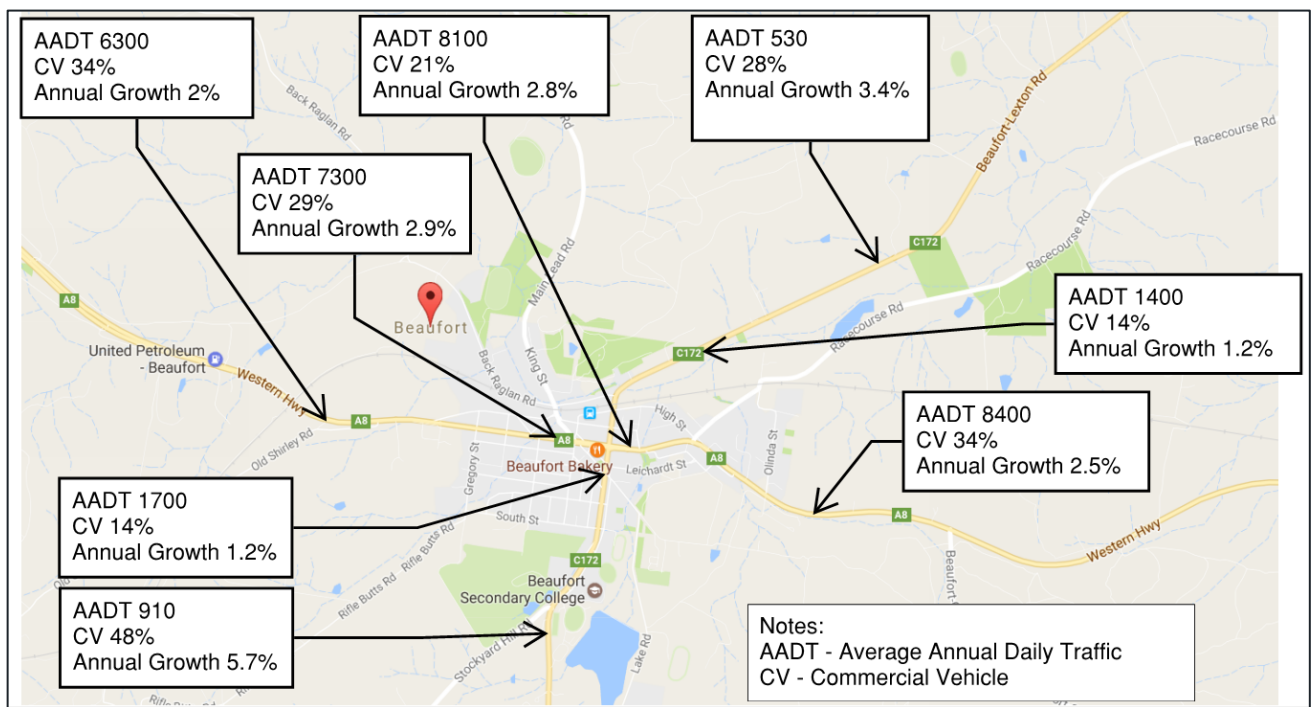 AADT 6300
CV 34%
Annual Growth 2%
AADT 8100
CV 21%
Annual Growth 2.8%
AADT 530
CV 28%
Annual Growth 3.4%
AADT 7300
CV 29%
Annual Growth 2.9%
AADT 1400
CV 14%
Annual Growth 1.2%
AADT 8400
CV 34%
Annual Growth 2.5%
AADT 1700
CV 14%
Annual Growth 1.2%
AADT 910
CV 48%
Annual Growth 5.7%
Notes:
AADT - Average Annual Daily Traffic
CV - Commercial Vehicle
Back Raglan Rd
Rd
Main Lead Rd
Beaufort-Lexton Rd
Racecourse Rd
C172
Racecourse Rd
A8
Beaufort
United Petroleum
- Beaufort
King St
Back Raglan Rd
C172
Racecourse Rd
Western Hwy
A8
Old Shirley Rd
High St
A8
Beaufort Bakery
Leichardt St
A8
Olinda St
Gregory St
South St
A8
Western Hwy
Rifle Butts Rd
Rifle Butts Rd
Rifle Butts Rd
C172
Beaufort
Secondary College
Stockyard Hill Rd
Lake Rd